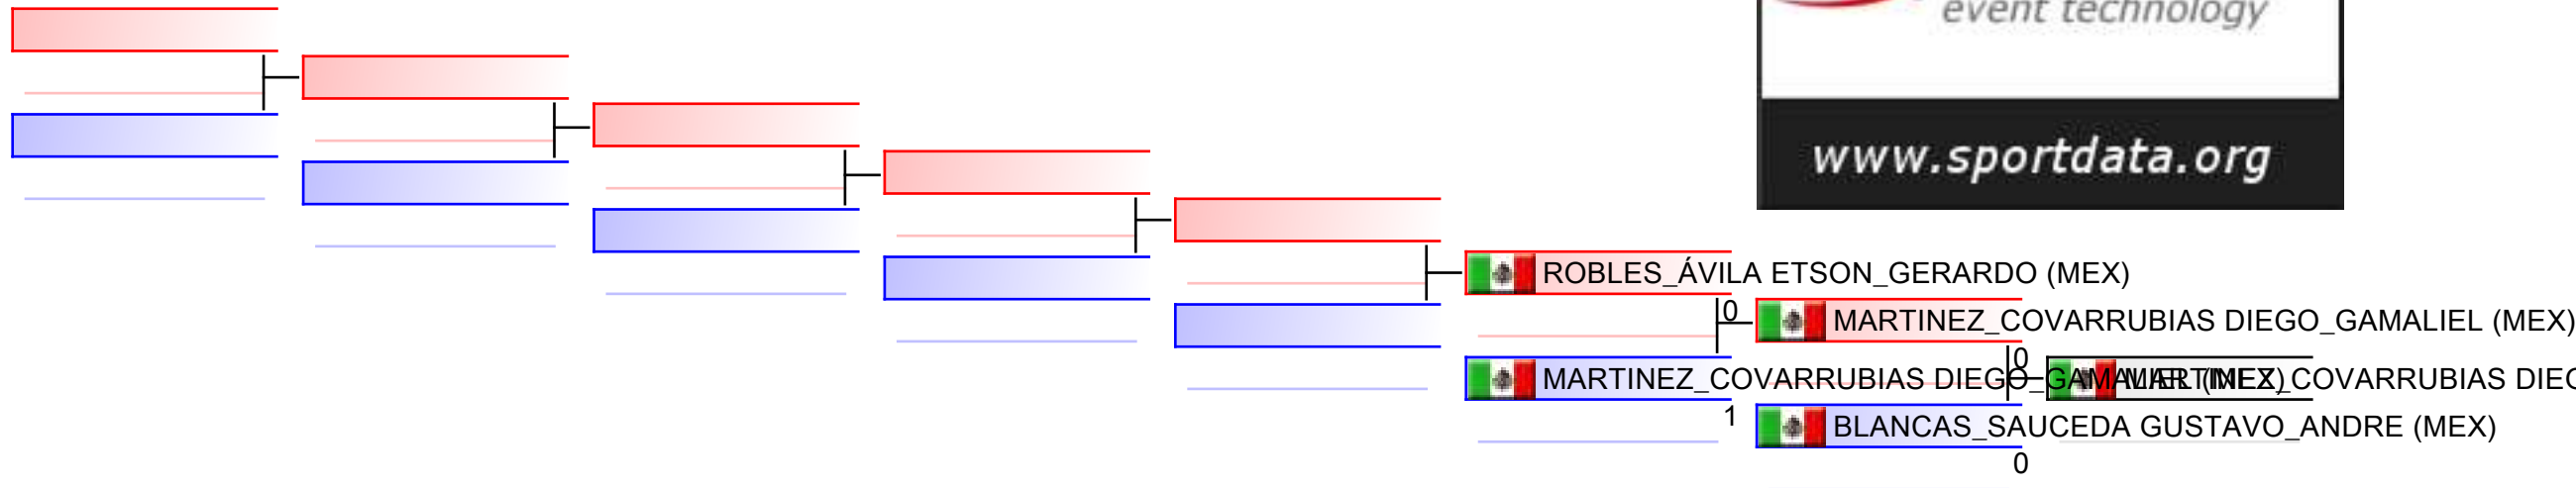 event technology
www.sportdata.org
ROBLES_ÁVILA ETSON_GERARDO (MEX)
0
MARTINEZ_COVARRUBIAS DIEGO_GAMALIEL (MEX)
0
MARTINEZ_COVARRUBIAS DIEGO_GAMALIEL (MEX)
MARTINEZ_COVARRUBIAS
1
BLANCAS_SAUCEDA GUSTAVO_ANDRE (MEX)
0